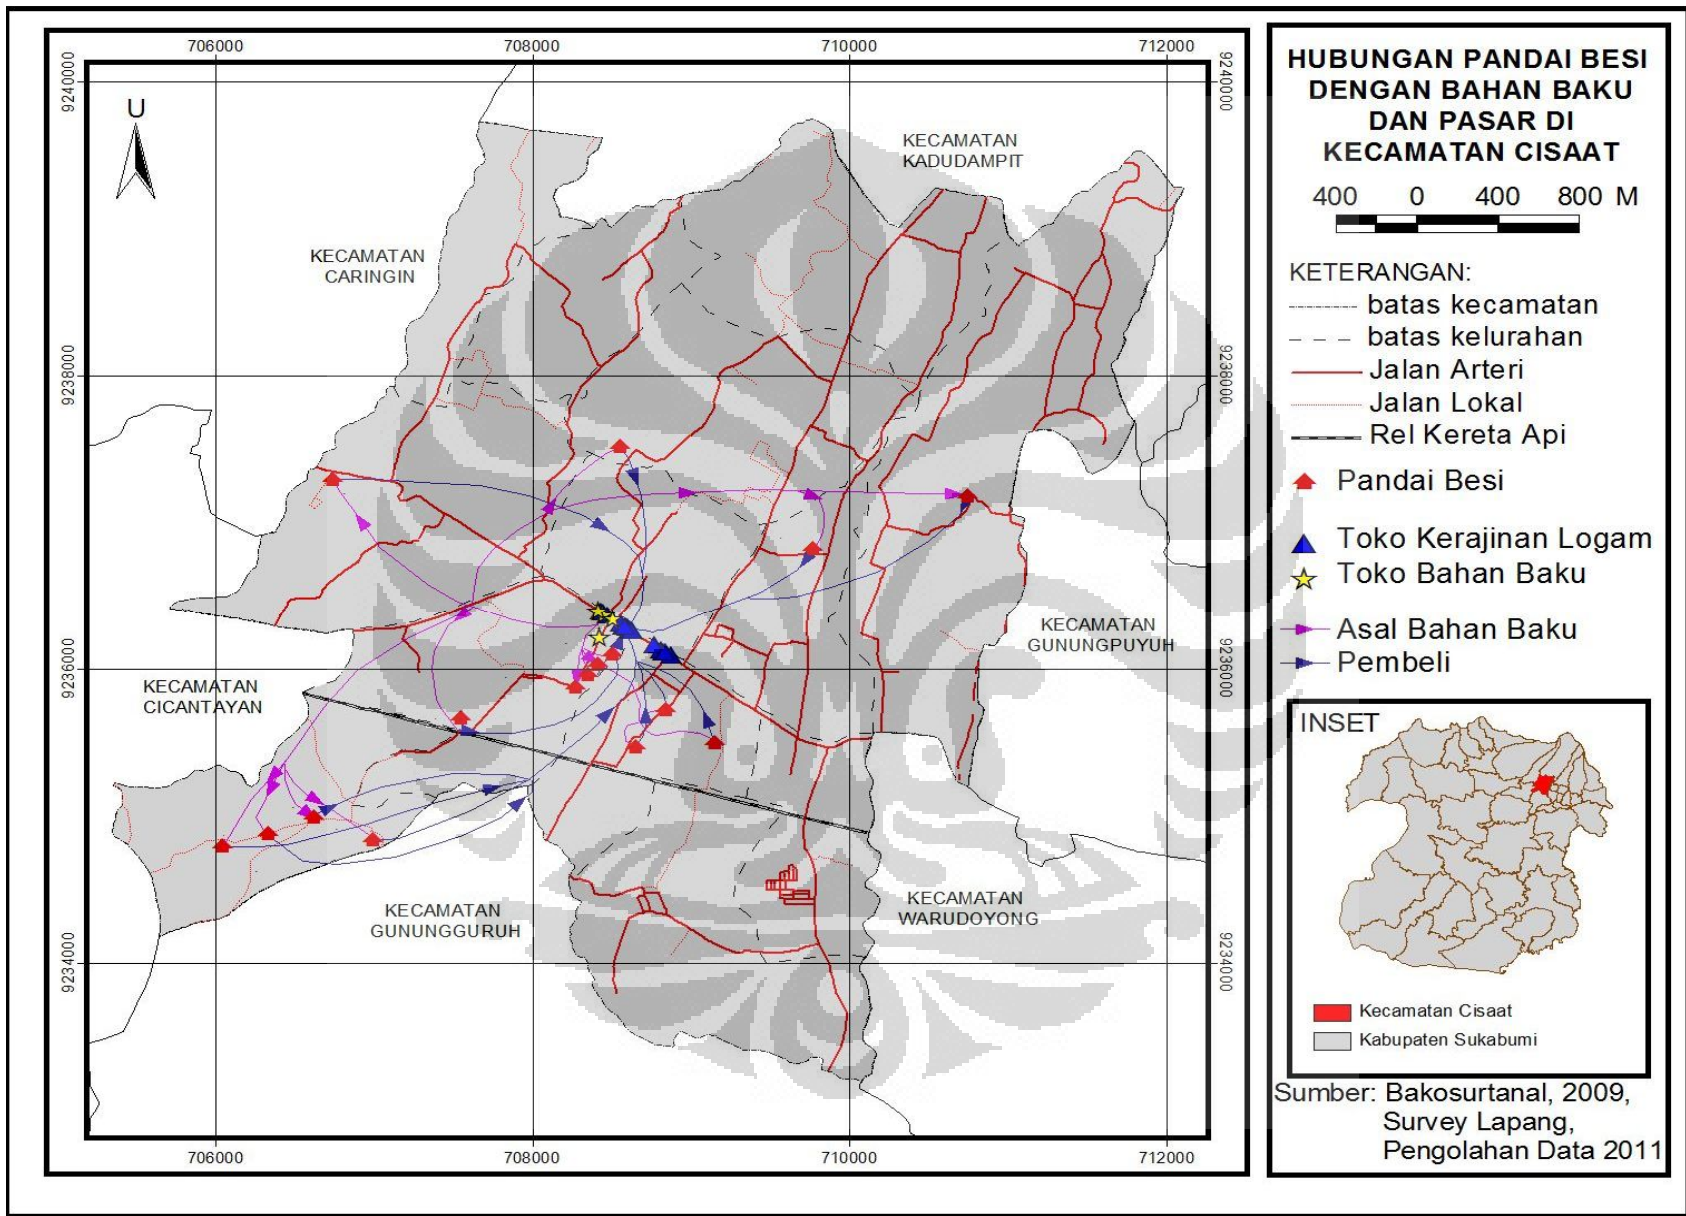 706000
708000
710000
712000
9240000
9240000
U
KECAMATAN
KADUDAMPIT
KECAMATAN
CARINGIN
9238000
9238000
KECAMATAN
GUNUNGPUYUH
9236000
9236000
KECAMATAN
CICANTAYAN
KECAMATAN
GUNUNGGURUH
KECAMATAN
WARUDOYONG
9234000
9234000
706000
708000
710000
712000
HUBUNGAN PANDAI BESI
DENGAN BAHAN BAKU
DAN PASAR DI
KECAMATAN CISAAT
400 0 400 800 M
KETERANGAN:
batas kecamatan
batas kelurahan
Jalan Arteri
Jalan Lokal
Rel Kereta Api
Pandai Besi
Toko Kerajinan Logam
Toko Bahan Baku
Asal Bahan Baku
Pembeli
INSET
Kecamatan Cisaat
Kabupaten Sukabumi
Sumber: Bakosurtanal, 2009,
Survey Lapang,
Pengolahan Data 2011